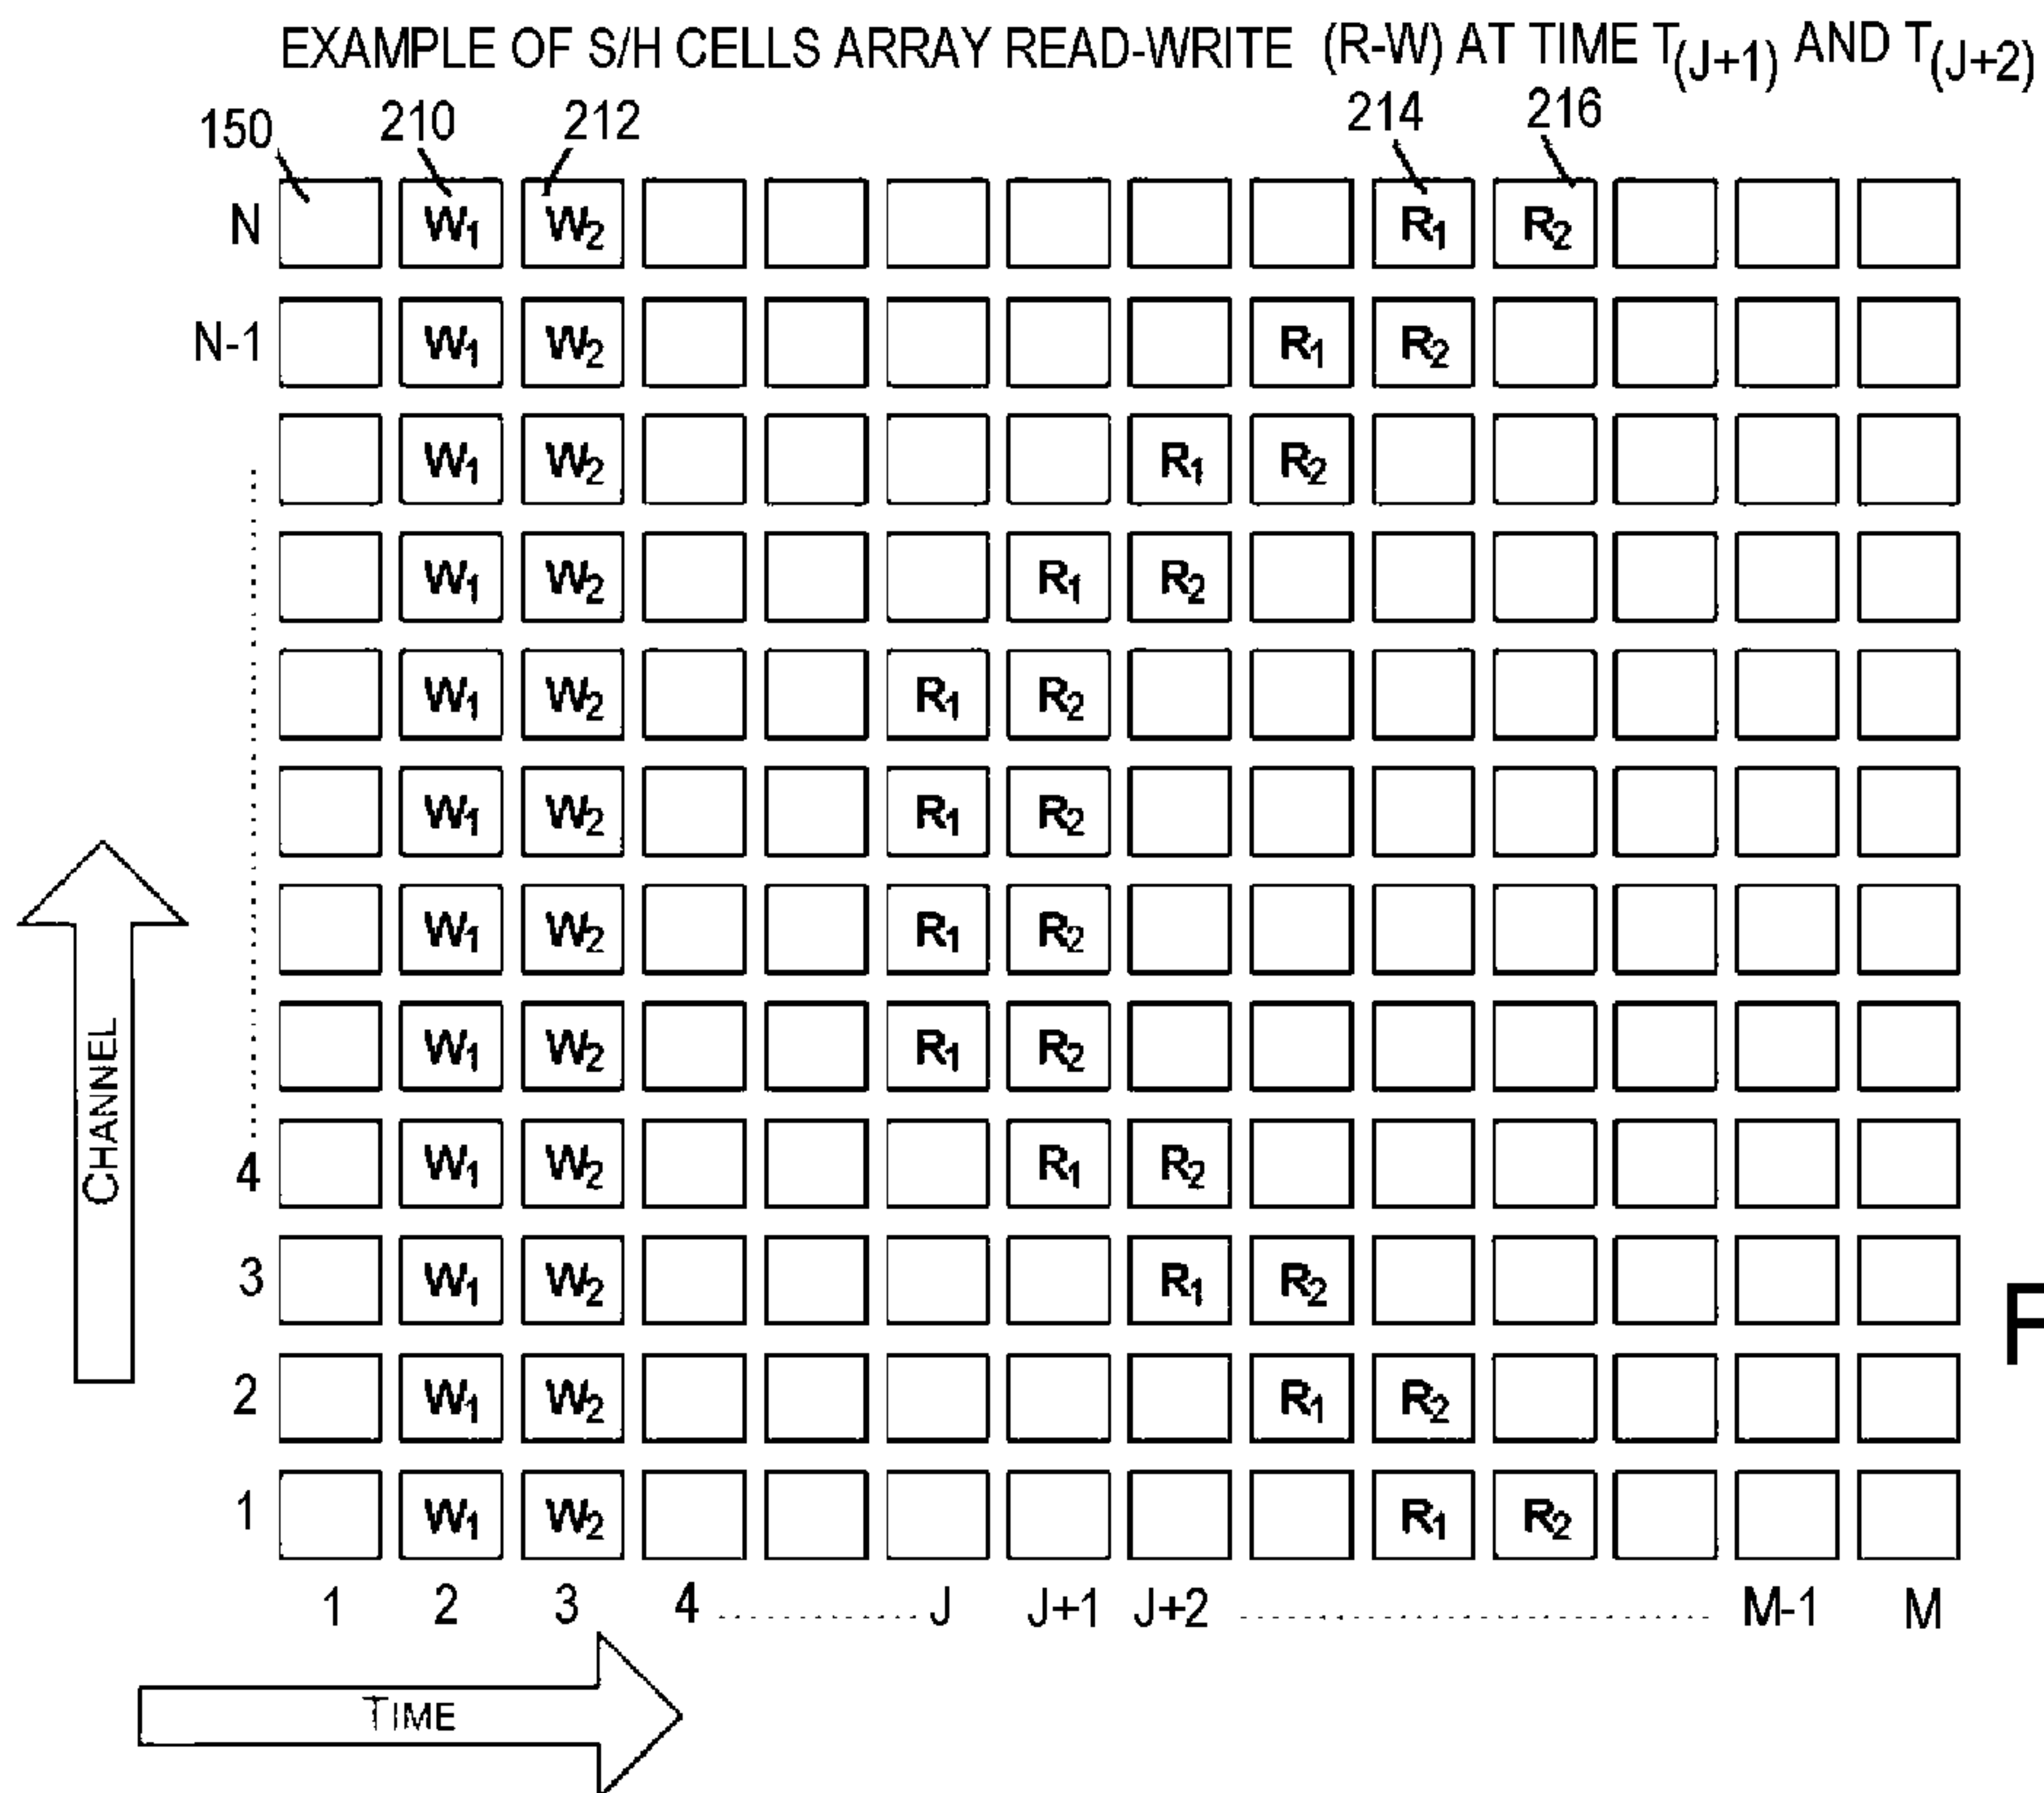 EXAMPLE OF S/H CELLS ARRAY READ-WRITE (R-W) AT TIME T(J+1) AND T(J+2)
150 210 212 214 216
N W1 W2 R1 R2
N-1 W1 W2 R1 R2
W1 W2 R1 R2
W1 W2 R1 R2
W1 W2 R1 R2
W1 W2 R1 R2
W1 W2 R1 R2
W1 W2 R1 R2
4 W1 W2 R1 R2
3 W1 W2 R1 R2
2 W1 W2 R1 R2
1 W1 W2 R1 R2
1 2 3 4 J J+1 J+2 M-1 M
CHANNEL
TIME
F